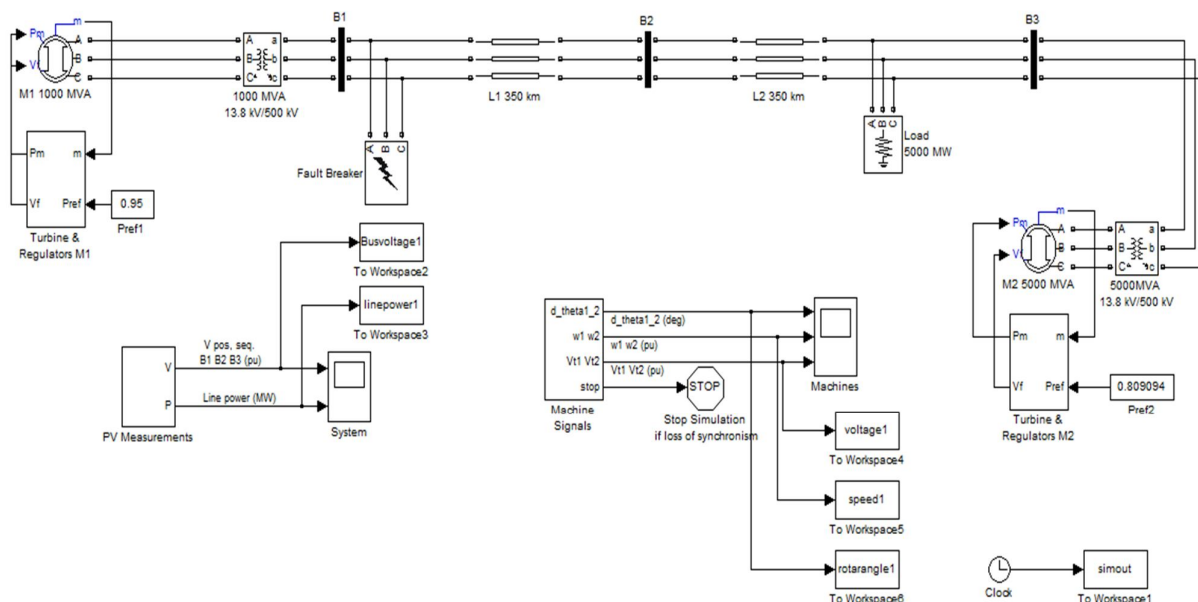 B1
B2
B3
m
Pm
A
a
A
B
B
b
Vf
C
C
c
M1 1000 MVA
1000 MVA
13.8 kV/500 kV
L1 350 km
L2 350 km
A B C
Fault Breaker
A B C
Load
5000 MW
Pm
m
Vf
Pref
0.95
Pref1
Turbine &
Regulators M1
m
Pm
A
A
a
B
B
b
C
C
c
M2 5000 MVA
5000MVA
13.8 kV/500 kV
Pm
m
Vf
Pref
0.809094
Pref2
Turbine &
Regulators M2
Busvoltage1
To Workspace2
linepower1
To Workspace3
V pos, seq.
B1 B2 B3 (pu)
V
P
Line power (MW)
PV Measurements
System
d_theta1_2
d_theta1_2 (deg)
w1 w2
w1 w2 (pu)
Vt1 Vt2
Vt1 Vt2 (pu)
stop
Machine
Signals
STOP
Stop Simulation
if loss of synchronism
Machines
voltage1
To Workspace4
speed1
To Workspace5
rotarangle1
To Workspace6
Clock
simout
To Workspace1